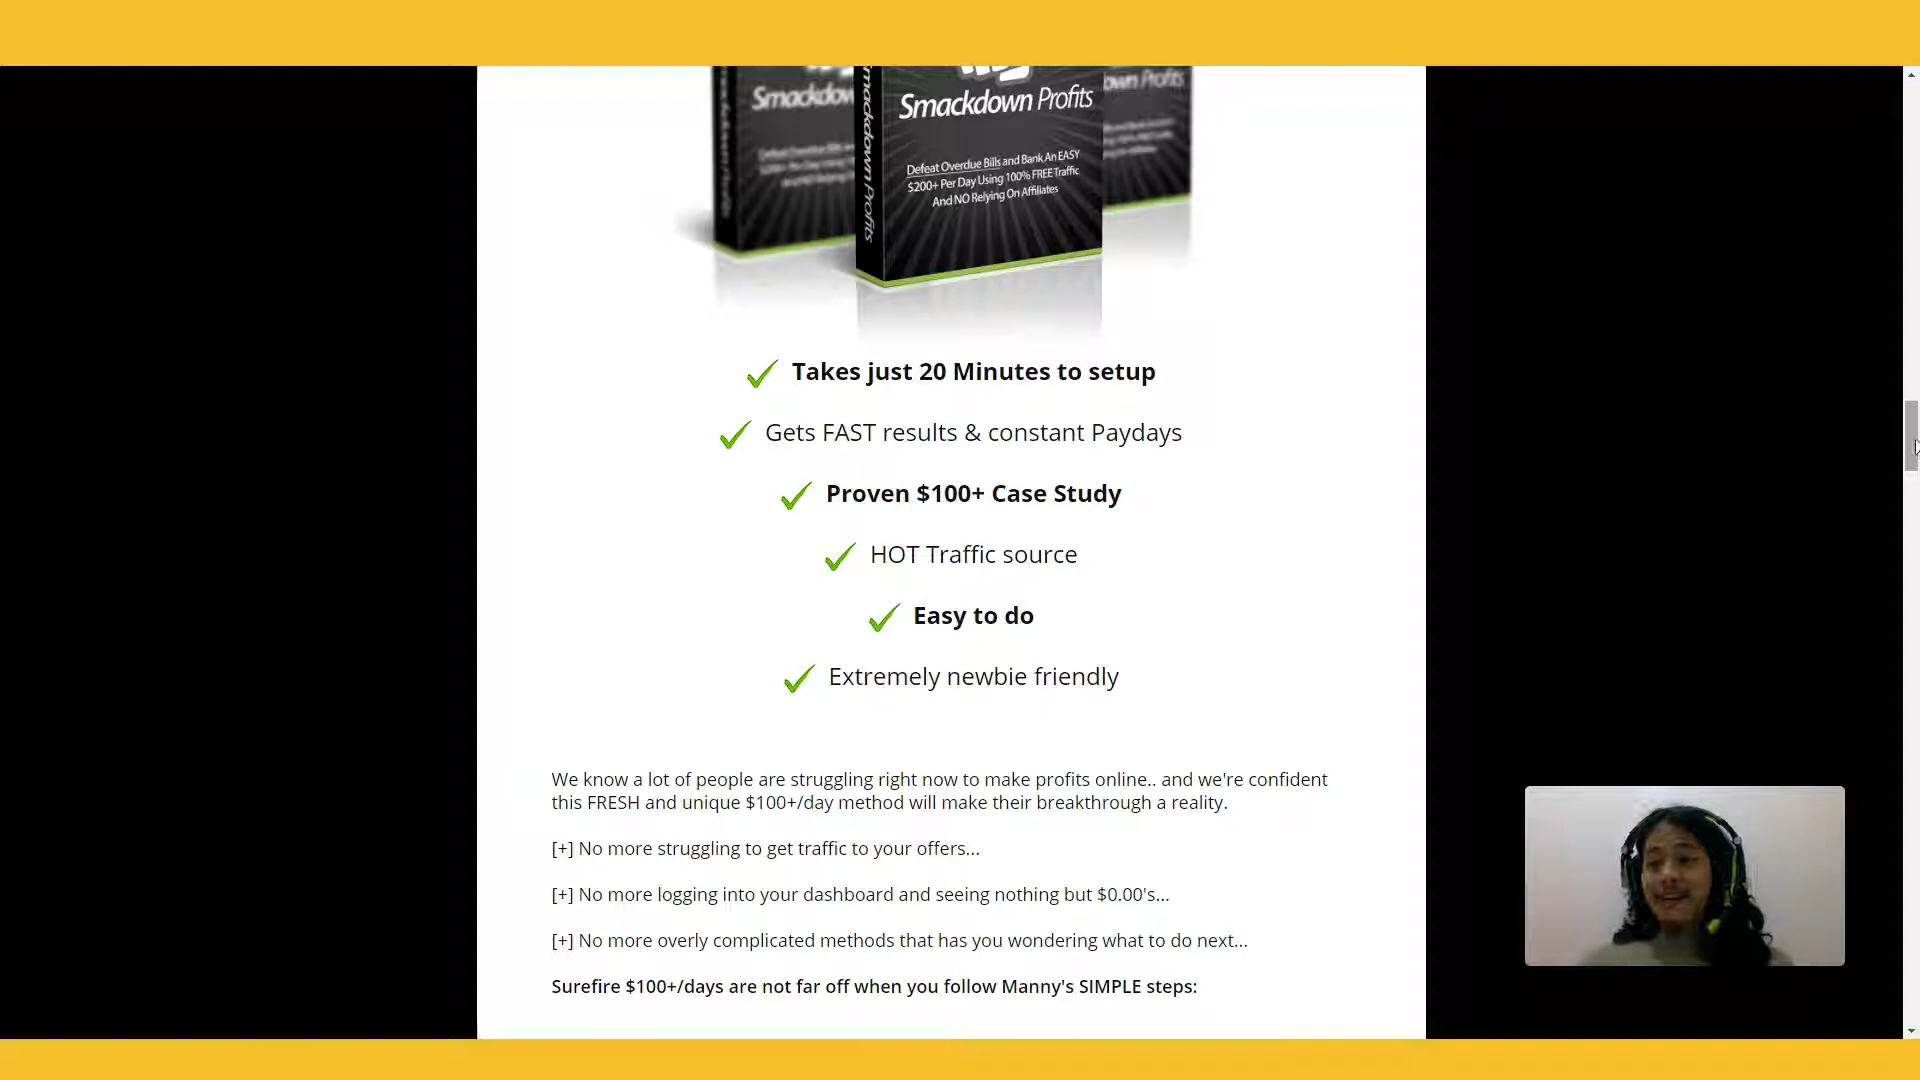 Smackdown
own Profits
Smackdown Profits
Smackdown Profits
Defeat Overdue Bills and Bank An EASY
$200+ Per Day Using 100% FREE Traffic
And NO Relying On Affiliates
Takes just 20 Minutes to setup
Gets FAST results & constant Paydays
Proven $100+ Case Study
HOT Traffic source
Easy to do
Extremely newbie friendly
We know a lot of people are struggling right now to make profits online.. and we're confident
this FRESH and unique $100+/day method will make their breakthrough a reality.
[+] No more struggling to get traffic to your offers...
[+] No more logging into your dashboard and seeing nothing but $0.00's...
[+] No more overly complicated methods that has you wondering what to do next...
Surefire $100+/days are not far off when you follow Manny's SIMPLE steps: